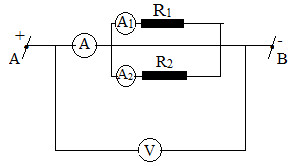 A₁ R₁
+ -
A A B
A₂ R₂
V